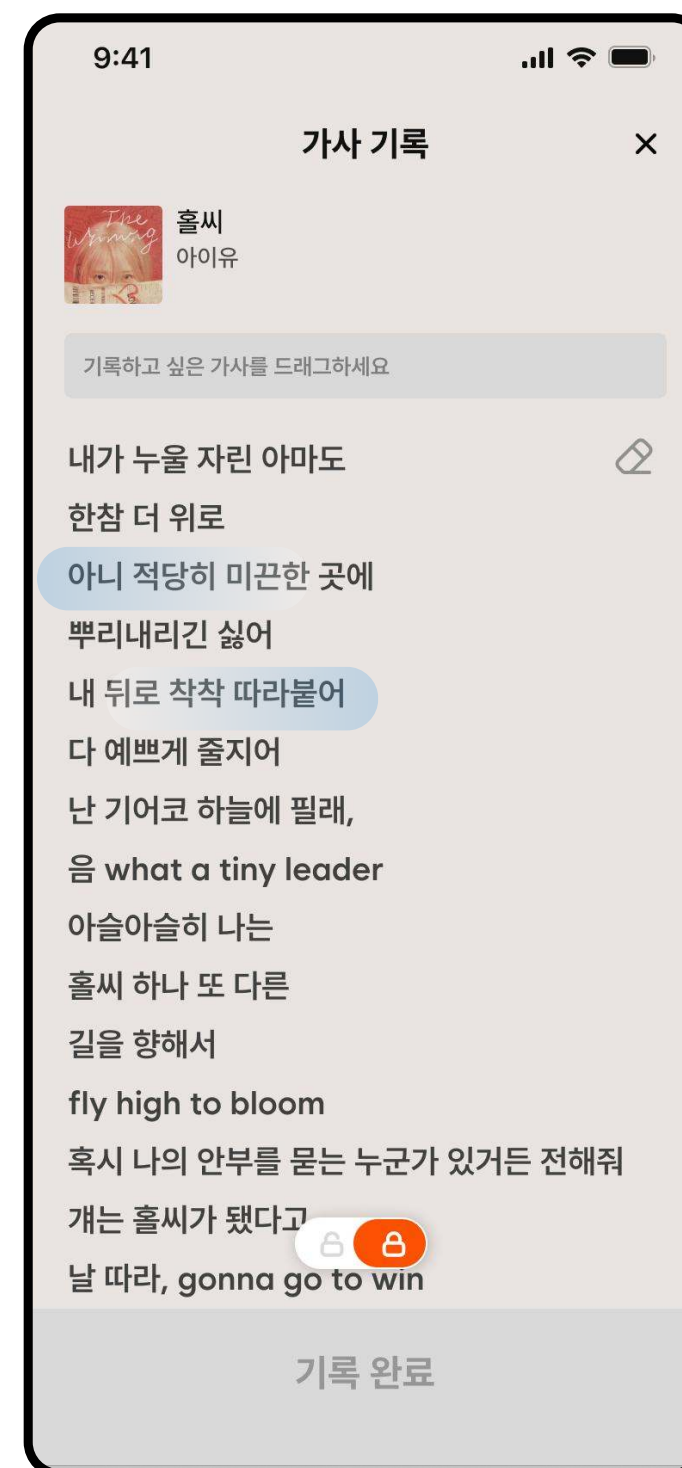 9:41
가사 기록
The
Winning
홀씨
아이유
기록하고 싶은 가사를 드래그하세요
내가 누울 자린 아마도
한참 더 위로
아니 적당히 미끈한 곳에
뿌리내리긴 싫어
내 뒤로 착착 따라붙어
다 예쁘게 줄지어
난 기어코 하늘에 필래,
음 what a tiny leader
아슬아슬히 나는
홀씨 하나 또 다른
길을 향해서
fly high to bloom
혹시 나의 안부를 묻는 누군가 있거든 전해줘
걔는 홀씨가 됐다고
날 따라, gonna go to win
기록 완료